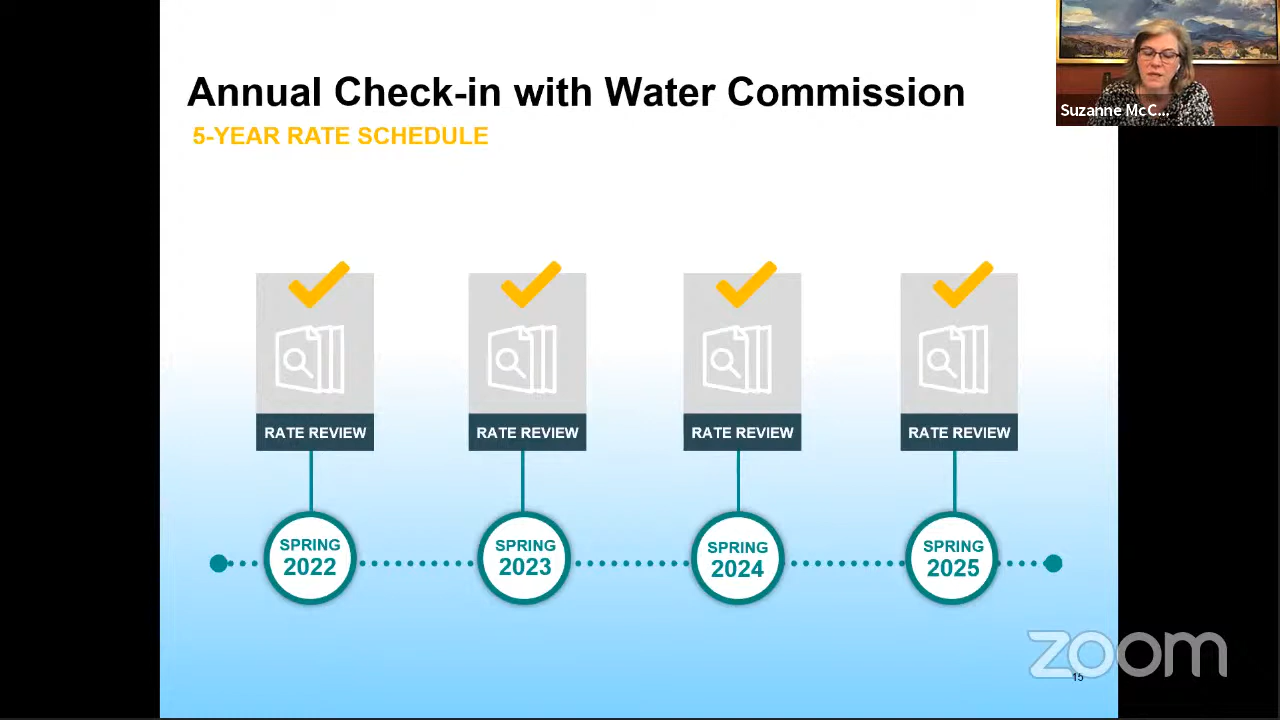 Annual Check-in with Water Commission
5-YEAR RATE SCHEDULE
Suzanne McC...
RATE REVIEW
RATE REVIEW
RATE REVIEW
RATE REVIEW
SPRING
2022
SPRING
2023
SPRING
2024
SPRING
2025
zoom
15